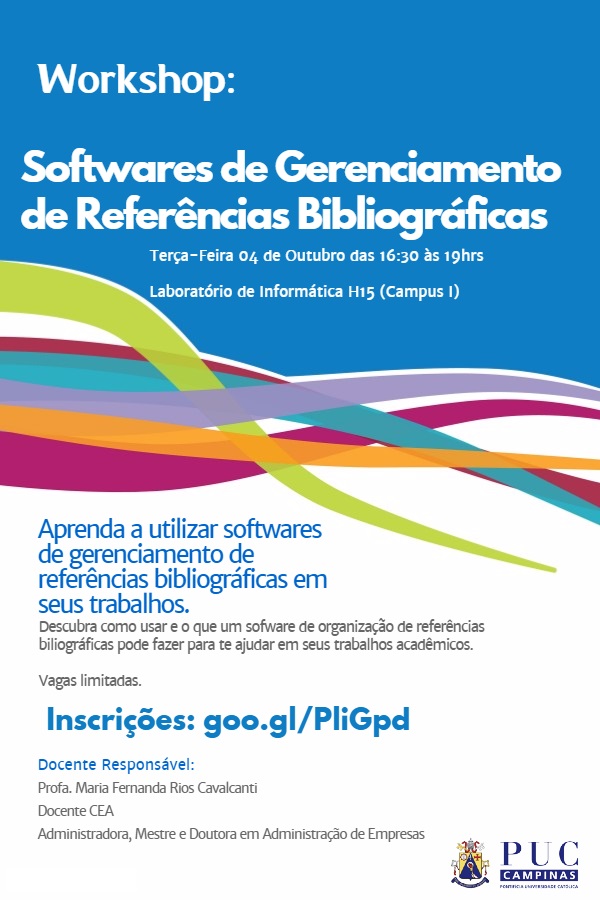 Workshop:
Softwares de Gerenciamento
de Referências Bibliográficas
Terça-Feira 04 de Outubro das 16:30 às 19hrs
Laboratório de Informática H15 (Campus I)
Aprenda a utilizar softwares
de gerenciamento de
referências bibliográficas em
seus trabalhos.
Descubra como usar e o que um sofware de organização de referências
biliográficas pode fazer para te ajudar em seus trabalhos acadêmicos.
Vagas limitadas.
Inscrições: goo.gl/PliGpd
Docente Responsável:
Profa. Maria Fernanda Rios Cavalcanti
Docente CEA
Administradora, Mestre e Doutora em Administração de Empresas
PUC
CAMPINAS
PONTIFÍCIA UNIVERSIDADE CATÓLICA